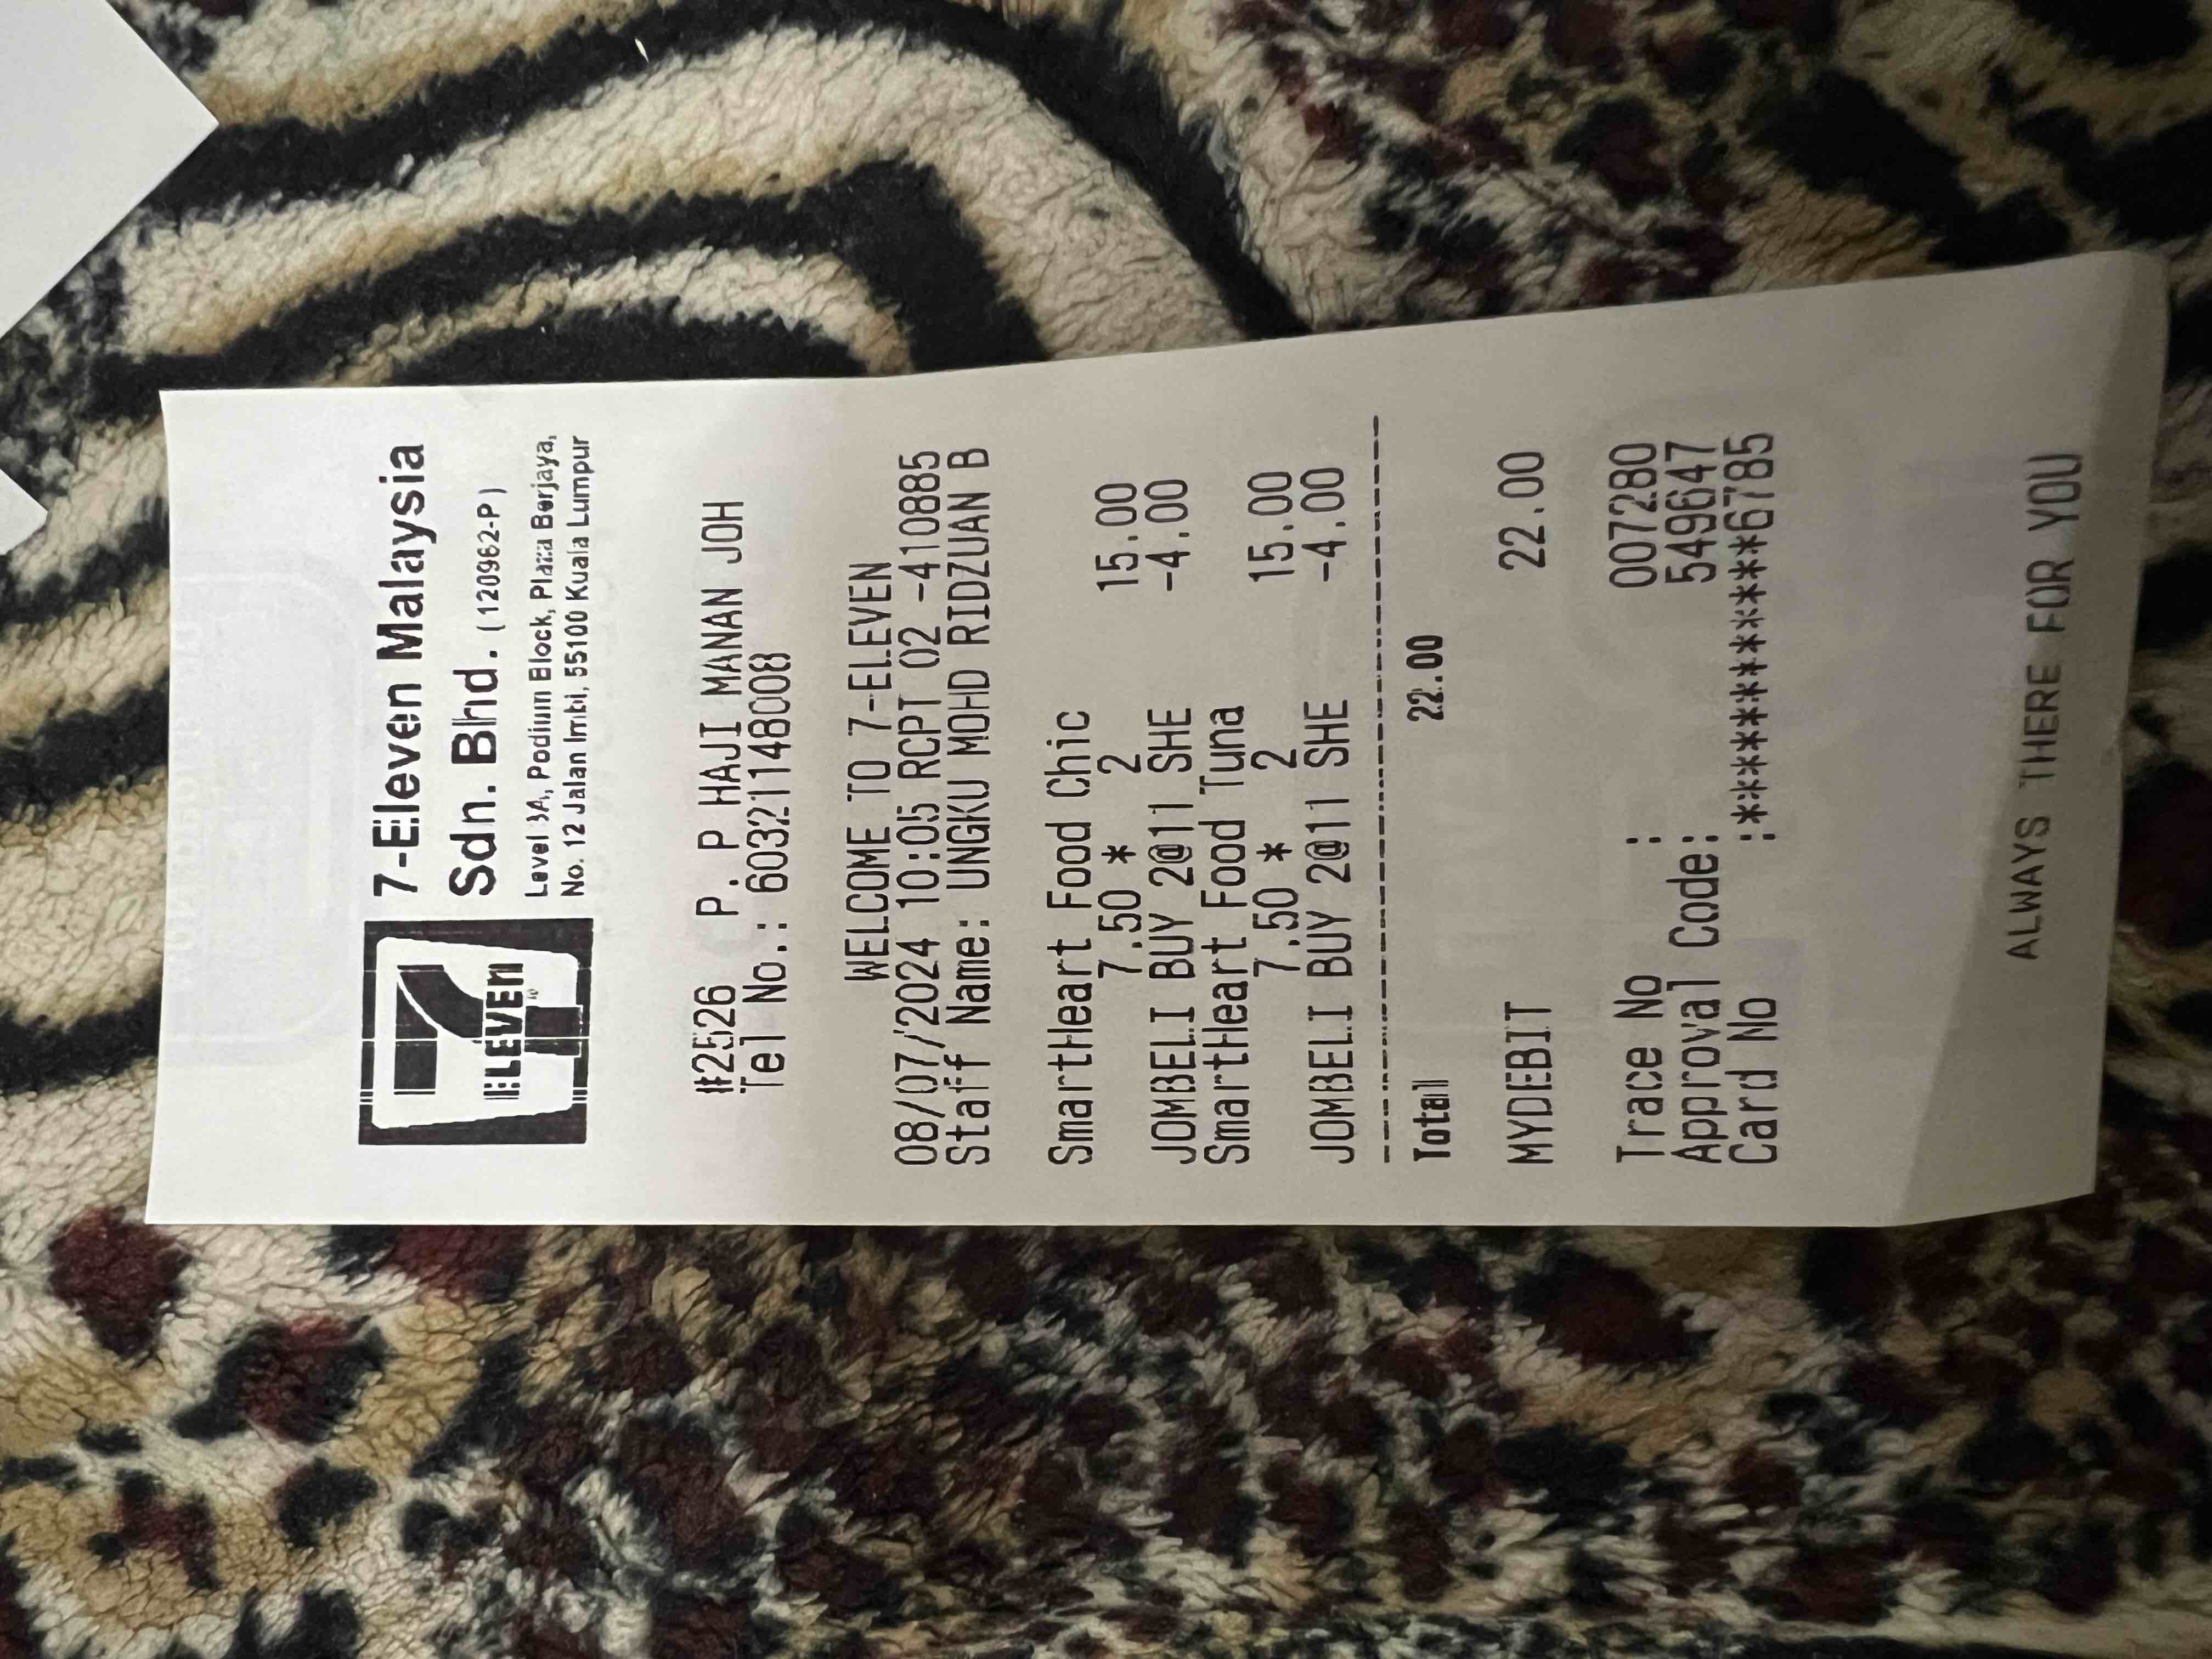 7-Eleven Malaysia
Sdn. Bhd. (120962-P)
Level 3A, Podium Block, Plaza Berjaya,
No. 12 Jalan Imbi, 55100 Kuala Lumpur
ELEVEn
#2526 P. P HAJI MANAN JOH
Tel No.: 60321148008
WELCOME TO 7-ELEVEN
08/07/2024 10:05 RCPT 02 -410885
Staff Name: UNGKU MOHD RIDZUAN B
SmartHeart Food Chic
7.50 * 2 15.00
JOMBELI BUY 2@11 SHE -4.00
SmartHeart Food Tuna
7.50 * 2 15.00
JOMBELI BUY 2@11 SHE -4.00
Total 22.00
MYDEBIT 22.00
Trace No : 007280
Approval Code: 549647
Card No :************6785
ALWAYS THERE FOR YOU